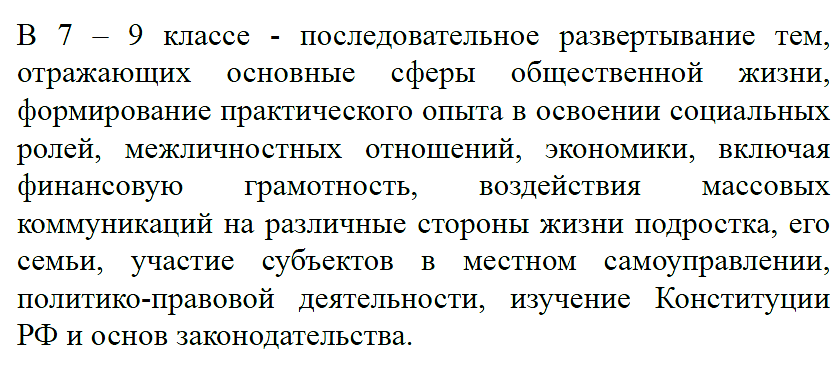 В 7 – 9 классе - последовательное развертывание тем,
отражающих основные сферы общественной жизни,
формирование практического опыта в освоении социальных
ролей, межличностных отношений, экономики, включая
финансовую грамотность, воздействия массовых
коммуникаций на различные стороны жизни подростка, его
семьи, участие субъектов в местном самоуправлении,
политико-правовой деятельности, изучение Конституции
РФ и основ законодательства.